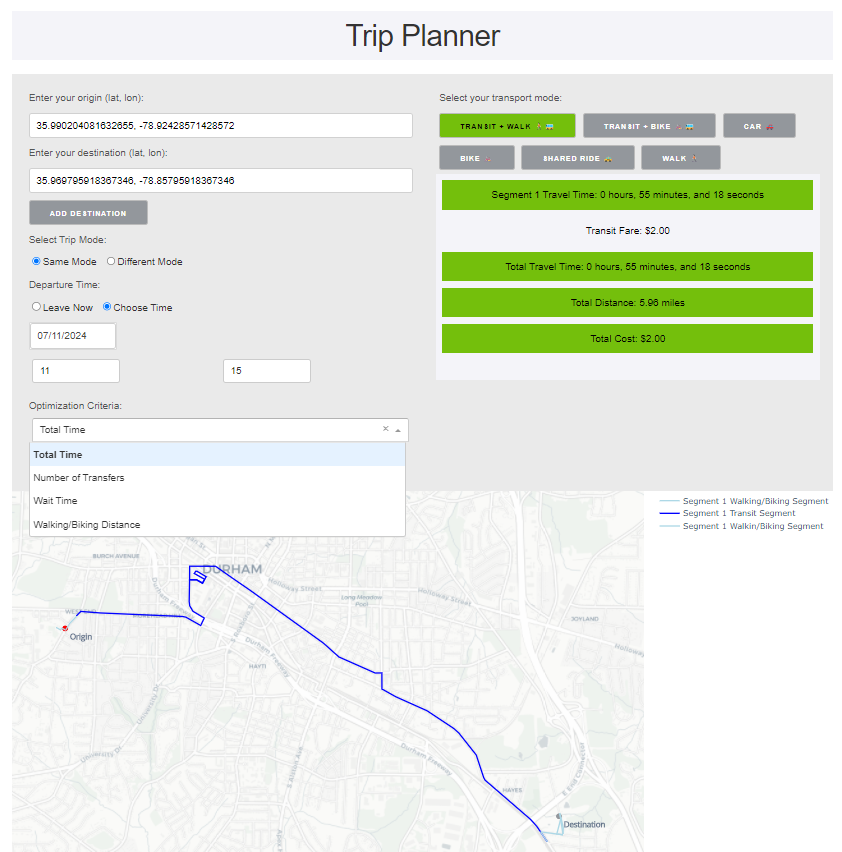 Trip Planner
Enter your origin (lat, lon):
35.990204081632655, -78.92428571428572
Enter your destination (lat, lon):
35.969795918367346, -78.85795918367346
ADD DESTINATION
Select Trip Mode:
Same Mode Different Mode
Departure Time:
Leave Now Choose Time
07/11/2024
11 15
Optimization Criteria:
Total Time
Total Time
Number of Transfers
Wait Time
Walking/Biking Distance
Select your transport mode:
TRANSIT + WALK TRANSIT + BIKE CAR
BIKE SHARED RIDE WALK
Segment 1 Travel Time: 0 hours, 55 minutes, and 18 seconds
Transit Fare: $2.00
Total Travel Time: 0 hours, 55 minutes, and 18 seconds
Total Distance: 5.96 miles
Total Cost: $2.00
Segment 1 Walking/Biking Segment
Segment 1 Transit Segment
Segment 1 Walkin/Biking Segment
BURCH AVENUE
DURHAM
Holloway Street
Long Meadow
Pool
Holloway Street
Durham Freeway
WEST END
JOYLAND
Origin
Holloway
HAYTI
Durham Freeway
University Dr
University Dr
S Alston Ave
Durham Freeway
E End Connector
HAYES
Destination